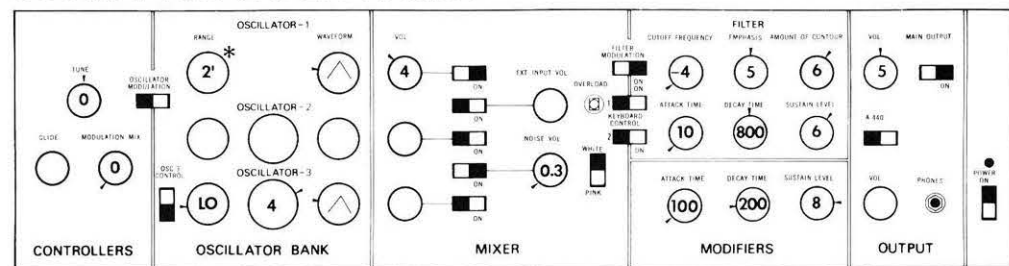 OSCILLATOR-1
RANGE
WAVEFORM
2'*
OSCILLATOR-2
OSCILLATOR-3
OSC. 3 CONTROL
LO
4
OSCILLATOR BANK
TUNE
0
OSCILLATOR MODULATION
ON
GLIDE
MODULATION MIX
0
CONTROLLERS
VOL
4
ON
ON
ON
ON
ON
EXT. INPUT VOL
OVERLOAD
NOISE VOL
0.3
WHITE
PINK
MIXER
FILTER
FILTER MODULATION
ON
ON
1
KEYBOARD CONTROL
2
ON
CUTOFF FREQUENCY
EMPHASIS
AMOUNT OF CONTOUR
-4
5
6
ATTACK TIME
DECAY TIME
SUSTAIN LEVEL
10
800
6
ATTACK TIME
DECAY TIME
SUSTAIN LEVEL
100
200
8
MODIFIERS
VOL
MAIN OUTPUT
5
ON
A 440
VOL
PHONES
OUTPUT
POWER
ON